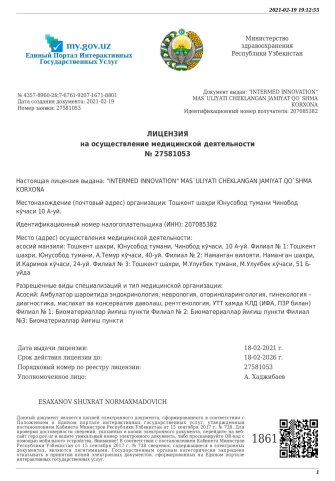 2021-02-19 19:12:55
my.gov.uz
Единый Портал Интерактивных
Государственных Услуг
Министерство
здравоохранения
Республики Узбекистан
№ 4357-8960-2fc7-6761-9207-1671-8801
Дата создания документа: 2021-02-19
Номер заявки: 27581053
Документ выдан: "INTERMED INNOVATION"
MAS`ULIYATI CHEKLANGAN JAMIYAT QO`SHMA
KORXONA
Идентификационный номер получателя: 207085382
ЛИЦЕНЗИЯ
на осуществление медицинской деятельности
№ 27581053
Настоящая лицензия выдана: "INTERMED INNOVATION" MAS`ULIYATI CHEKLANGAN JAMIYAT QO`SHMA
KORXONA
Местонахождение (почтовый адрес) организации: Тошкент шахри Юнусобод тумани Чинобод
кўчаси 10 А-уй.
Идентификационный номер налогоплательщика (ИНН): 207085382
Место (адрес) осуществления медицинской деятельности:
асосий манзили: Тошкент шахри, Юнусобод тумани, Чинобод кўчаси, 10 А-уй. Филиал № 1: Тошкент
шахри, Юнусобод тумани, А.Темур кўчаси, 40-уй. Филиал № 2: Наманган вилояти, Наманган шахри,
И.Каримов кўчаси, 24-уй. Филиал № 3: Тошкент шахри, М.Улуғбек тумани, М.Улуғбек кўчаси, 51 Б-
уйда
Разрешенные виды специализаций и тип медицинской организации:
Асосий: Амбулатор шароитида эндокринология, неврология, оториноларингология, гинекология –
диагностика, маслахат ва консерватив даволаш, рентгенология, УТТ ҳамда КЛД (ИФА, ПЗР билан)
Филиал № 1: Биоматериаллар йиғиш пункти Филиал № 2: Биоматериаллар йиғиш пункти Филиал
№3: Биоматериаллар йиғиш пункти
Дата выдачи лицензии: 18-02-2021 г.
Срок действия лицензии до: 18-02-2026 г.
Порядковый номер по реестру лицензии: 27581053
Уполномоченное лицо: А. Хаджибаев
ESAXANOV SHUXRAT NORMAXMADOVICH
Данный документ является копией электронного документа, сформированного в соответствии с
Положением о Едином портале интерактивных государственных услуг, утвержденным
постановлением Кабинета Министров Республики Узбекистан от 15 сентября 2017 г. № 728. Для
проверки достоверности сведений, указанных в копии электронного документа, перейдите на веб-
сайт repo.gov.uz и введите уникальный номер электронного документа, либо просканируйте QR-код с
помощью мобильного устройства. Внимание! В соответствии с постановлением Кабинета Министров
Республики Узбекистан от 15 сентября 2017 г. № 728 сведения, содержащиеся в электронных
документах, являются легитимными. Государственным органам категорически запрещено
отказывать в принятии копий электронных документов, сформированных на Едином портале
интерактивных государственных услуг.
1861
1